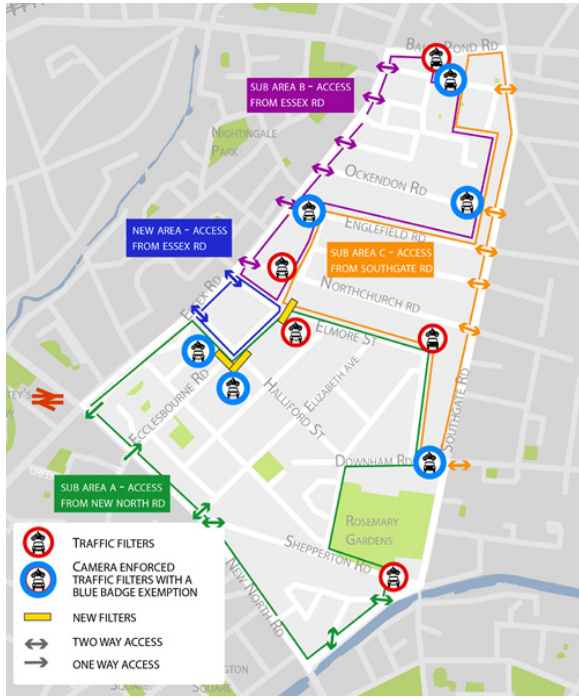 BALLS POND RD
SUB AREA B – ACCESS
FROM ESSEX RD
NIGHTINGALE
PARK
OCKENDON RD
NEW AREA – ACCESS
FROM ESSEX RD
ENGLEFIELD RD
SUB AREA C – ACCESS
FROM SOUTHGATE RD
ESSEX RD
NORTHCHURCH RD
ELMORE ST
ELIZABETH AVE
ECCLESBOURNE RD
HALLIFORD ST
SOUTHGATE RD
DOWNHAM RD
SUB AREA A – ACCESS
FROM NEW NORTH RD
ROSEMARY
GARDENS
SHEPPERTON RD
NEW NORTH RD
TRAFFIC FILTERS
CAMERA ENFORCED
TRAFFIC FILTERS WITH A
BLUE BADGE EXEMPTION
NEW FILTERS
TWO WAY ACCESS
ONE WAY ACCESS
SQUARE
SQUARE